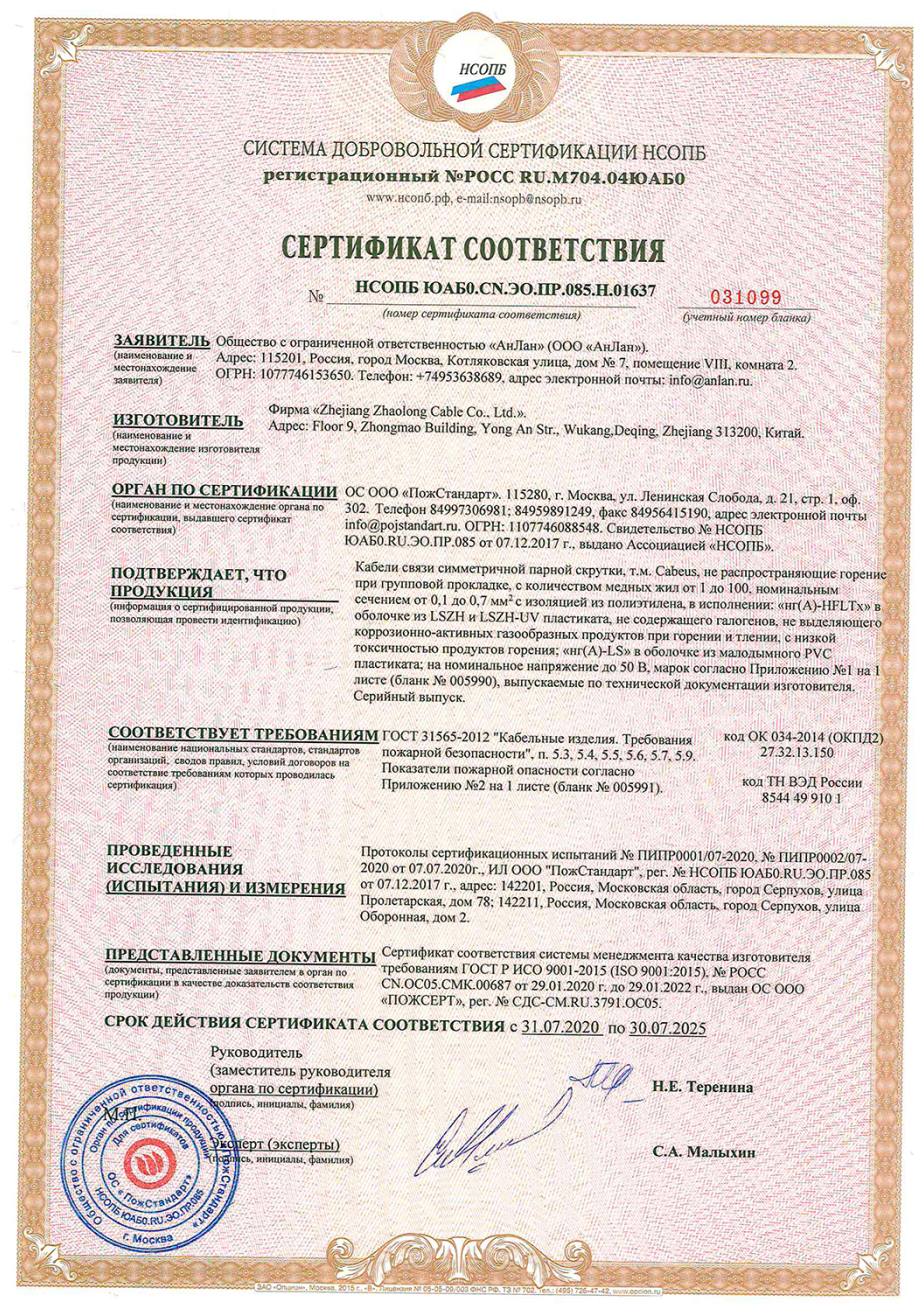 НСОПБ
СИСТЕМА ДОБРОВОЛЬНОЙ СЕРТИФИКАЦИИ НСОПБ
регистрационный №РОСС RU.М704.04ЮАБ0
www.нсопб.рф, e-mail:nsopb@nsopb.ru
СЕРТИФИКАТ СООТВЕТСТВИЯ
№ НСОПБ ЮАБ0.CN.ЭО.ПР.085.Н.01637 031099
(номер сертификата соответствия) (учетный номер бланка)
ЗАЯВИТЕЛЬ Общество с ограниченной ответственностью «АнЛан» (ООО «АнЛан»).
(наименование и местонахождение заявителя) Адрес: 115201, Россия, город Москва, Котляковская улица, дом № 7, помещение VIII, комната 2.
ОГРН: 1077746153650. Телефон: +74953638689, адрес электронной почты: info@anlan.ru.
ИЗГОТОВИТЕЛЬ
(наименование и
местонахождение изготовителя
продукции)
Фирма «Zhejiang Zhaolong Cable Co., Ltd.».
Адрес: Floor 9, Zhongmao Building, Yong An Str., Wukang,Deqing, Zhejiang 313200, Китай.
ОРГАН ПО СЕРТИФИКАЦИИ
(наименование и местонахождение органа по
сертификации, выдавшего сертификат
соответствия)
ОС ООО «ПожСтандарт». 115280, г. Москва, ул. Ленинская Слобода, д. 21, стр. 1, оф.
302. Телефон 84997306981; 84959891249, факс 84956415190, адрес электронной почты
info@pojstandart.ru. ОГРН: 1107746088548. Свидетельство № НСОПБ
ЮАБ0.RU.ЭО.ПР.085 от 07.12.2017 г., выдано Ассоциацией «НСОПБ».
ПОДТВЕРЖДАЕТ, ЧТО
ПРОДУКЦИЯ
(информация о сертифицированной продукции,
позволяющая провести идентификацию)
Кабели связи симметричной парной скрутки, т.м. Cabeus, не распространяющие горение
при групповой прокладке, с количеством медных жил от 1 до 100, номинальным
сечением от 0,1 до 0,7 мм² с изоляцией из полиэтилена, в исполнении: «нг(А)-HFLTx» в
оболочке из LSZH и LSZH-UV пластиката, не содержащего галогенов, не выделяющего
коррозионно-активных газообразных продуктов при горении и тлении, с низкой
токсичностью продуктов горения; «нг(А)-LS» в оболочке из малодымного PVC
пластиката; на номинальное напряжение до 50 В, марок согласно Приложению №1 на 1
листе (бланк № 005990), выпускаемые по технической документации изготовителя.
Серийный выпуск.
СООТВЕТСТВУЕТ ТРЕБОВАНИЯМ
(наименование национальных стандартов, стандартов
организаций, сводов правил, условий договоров на
соответствие требованиям которых проводилась
сертификация)
ГОСТ 31565-2012 "Кабельные изделия. Требования
пожарной безопасности", п. 5.3, 5.4, 5.5, 5.6, 5.7, 5.9.
Показатели пожарной опасности согласно
Приложению №2 на 1 листе (бланк № 005991).
код ОК 034-2014 (ОКПД2)
27.32.13.150
код ТН ВЭД России
8544 49 910 1
ПРОВЕДЕННЫЕ
ИССЛЕДОВАНИЯ
(ИСПЫТАНИЯ) И ИЗМЕРЕНИЯ
Протоколы сертификационных испытаний № ПИПР0001/07-2020, № ПИПР0002/07-
2020 от 07.07.2020г., ИЛ ООО "ПожСтандарт", рег. № НСОПБ ЮАБ0.RU.ЭО.ПР.085
от 07.12.2017 г., адрес: 142201, Россия, Московская область, город Серпухов, улица
Пролетарская, дом 78; 142211, Россия, Московская область, город Серпухов, улица
Оборонная, дом 2.
ПРЕДСТАВЛЕННЫЕ ДОКУМЕНТЫ
(документы, представленные заявителем в орган по
сертификации в качестве доказательств соответствия
продукции)
Сертификат соответствия системы менеджмента качества изготовителя
требованиям ГОСТ Р ИСО 9001-2015 (ISO 9001:2015), № РОСС
CN.ОС05.СМК.00687 от 29.01.2020 г. до 29.01.2022 г., выдан ОС ООО
«ПОЖСЕРТ», рег. № СДС-СМ.RU.3791.ОС05.
СРОК ДЕЙСТВИЯ СЕРТИФИКАТА СООТВЕТСТВИЯ с 31.07.2020 по 30.07.2025
Руководитель
(заместитель руководителя
органа по сертификации)
(подпись, инициалы, фамилия)
Н.Е. Теренина
М.П.
Эксперт (эксперты)
(подпись, инициалы, фамилия)
С.А. Малыхин
Общество с ограниченной ответственностью «ПожСтандарт»
Орган по сертификации продукции
Для сертификатов
ОС «ПожСтандарт»
НСОПБ ЮАБ0.RU.ЭО.ПР.085
г. Москва
ЗАО «Опцион», Москва, 2015 г., «В». Лицензия № 05-05-09/003 ФНС РФ. ТЗ № 702. Тел.: (495) 726-47-42, www.opcion.ru